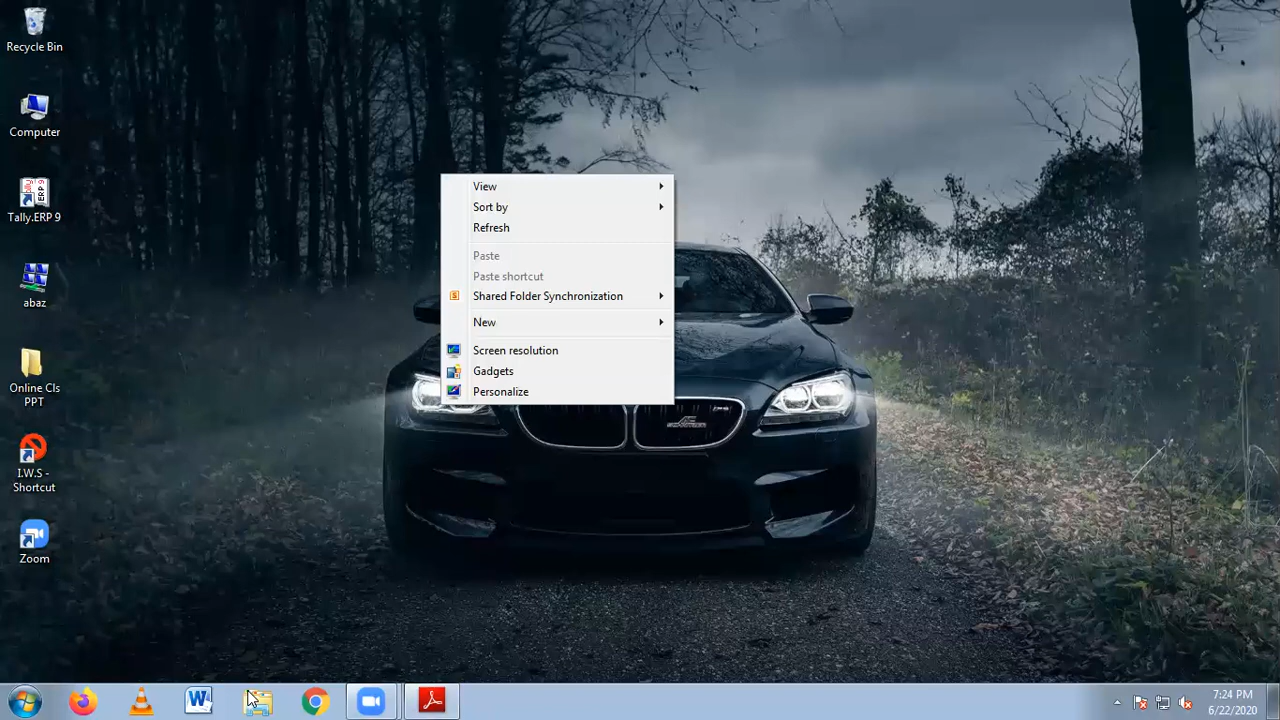 Recycle Bin
Computer
Tally.ERP 9
abaz
Online Cls
PPT
I.W.S -
Shortcut
Zoom
View
Sort by
Refresh
Paste
Paste shortcut
Shared Folder Synchronization
New
Screen resolution
Gadgets
Personalize
7:24 PM
6/22/2020